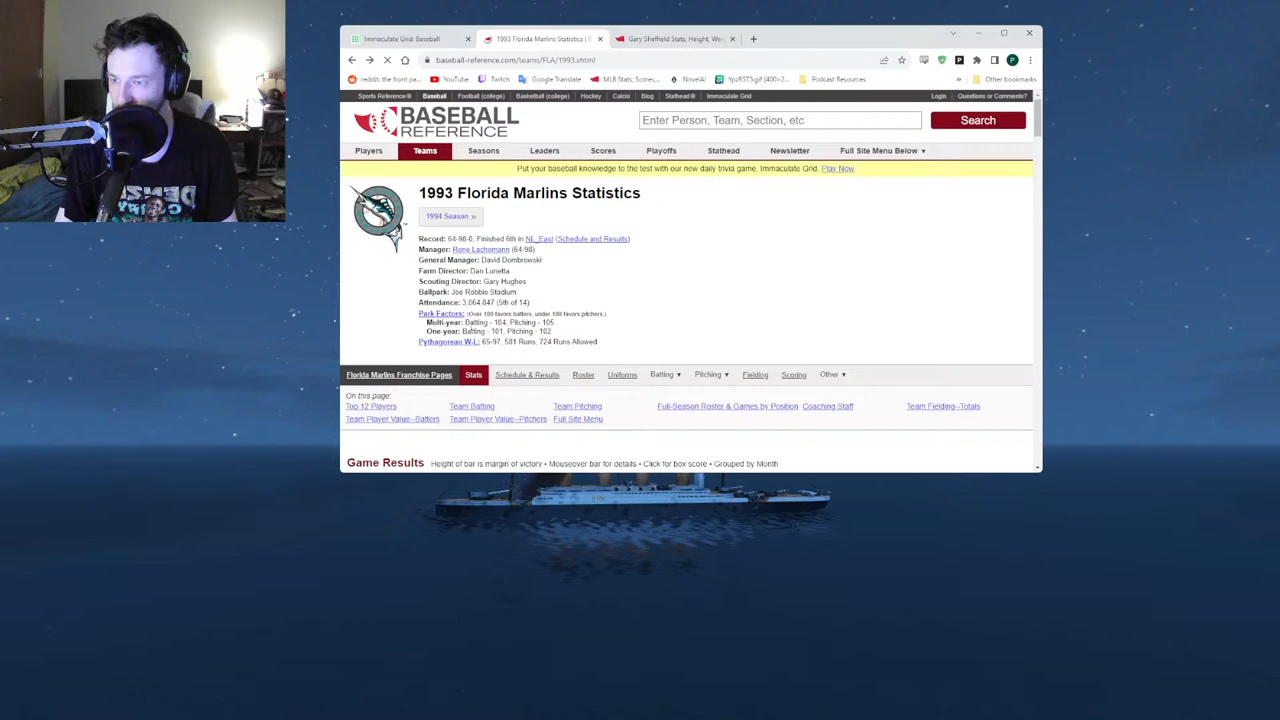 Immaculate Grid: Baseball
1993 Florida Marlins Statistics |
Gary Sheffield Stats, Height, We
baseball-reference.com/teams/FLA/1993.shtml
reddit: the front pa...
YouTube
Twitch
Google Translate
MLB Stats, Scores,...
NovelAI
YpzR5T5.gif (400×2...
Podcast Resources
»
Other bookmarks
Sports Reference® Baseball Football (college) Basketball (college) Hockey Calcio Blog Stathead® Immaculate Grid
Login Questions or Comments?
BASEBALL
REFERENCE
Enter Person, Team, Section, etc
Search
Players Teams Seasons Leaders Scores Playoffs Stathead Newsletter Full Site Menu Below ▼
Put your baseball knowledge to the test with our new daily trivia game, Immaculate Grid. Play Now.
1993 Florida Marlins Statistics
1994 Season »
Record: 64-98-0, Finished 6th in NL_East (Schedule and Results)
Manager: Rene Lachemann (64-98)
General Manager: David Dombrowski
Farm Director: Dan Lunetta
Scouting Director: Gary Hughes
Ballpark: Joe Robbie Stadium
Attendance: 3,064,847 (5th of 14)
Park Factors: (Over 100 favors batters, under 100 favors pitchers.)
Multi-year: Batting - 104, Pitching - 105
One-year: Batting - 101, Pitching - 102
Pythagorean W-L: 65-97, 581 Runs, 724 Runs Allowed
Florida Marlins Franchise Pages Stats Schedule & Results Roster Uniforms Batting ▼ Pitching ▼ Fielding Scoring Other ▼
On this page:
Top 12 Players Team Batting Team Pitching Full-Season Roster & Games by Position Coaching Staff Team Fielding--Totals
Team Player Value--Batters Team Player Value--Pitchers Full Site Menu
Game Results Height of bar is margin of victory • Mouseover bar for details • Click for box score • Grouped by Month